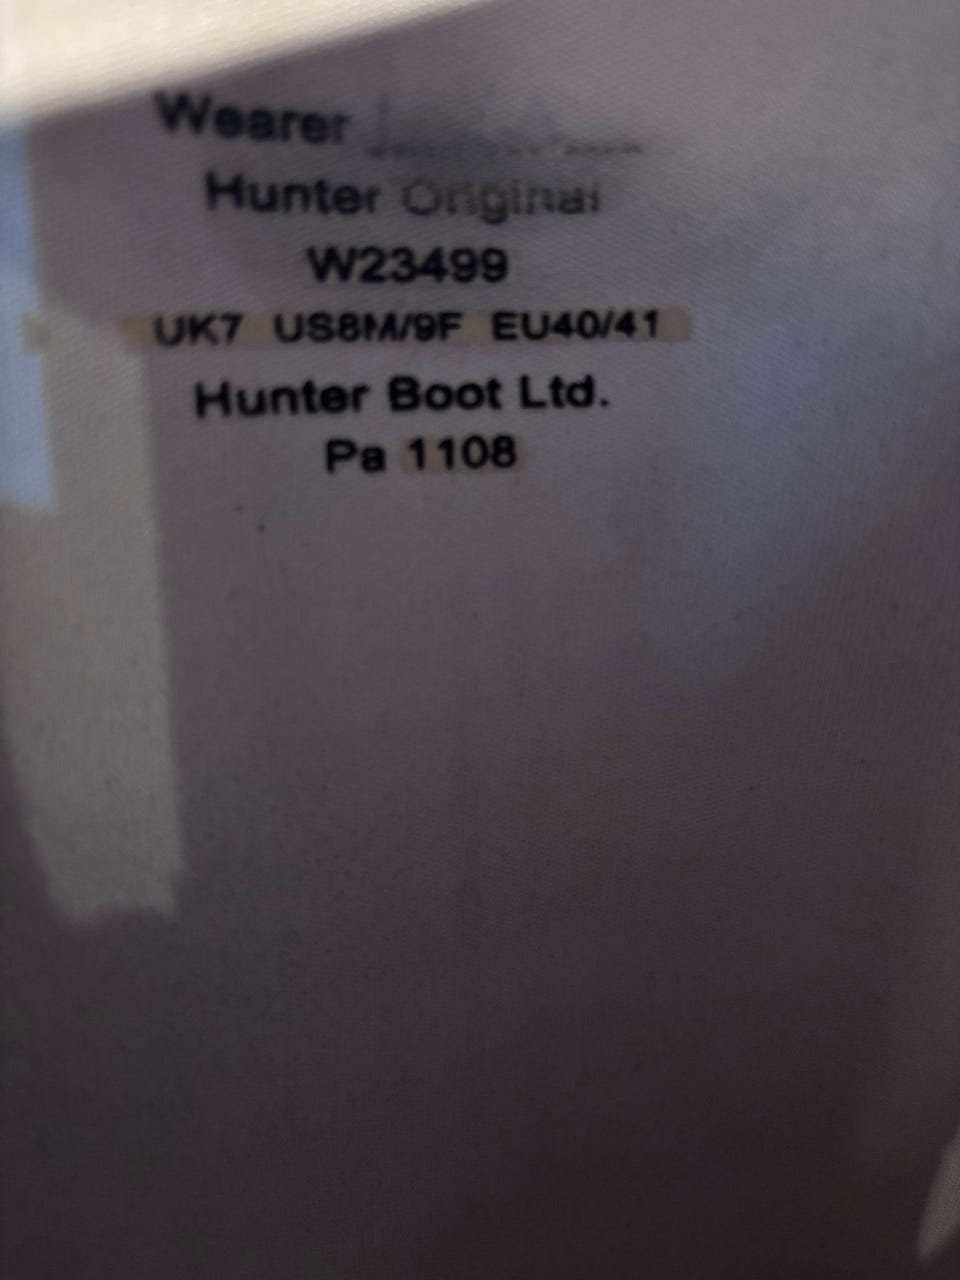 Wearer
Hunter Original
W23499
UK7 US8M/9F EU40/41
Hunter Boot Ltd.
Pa 1108